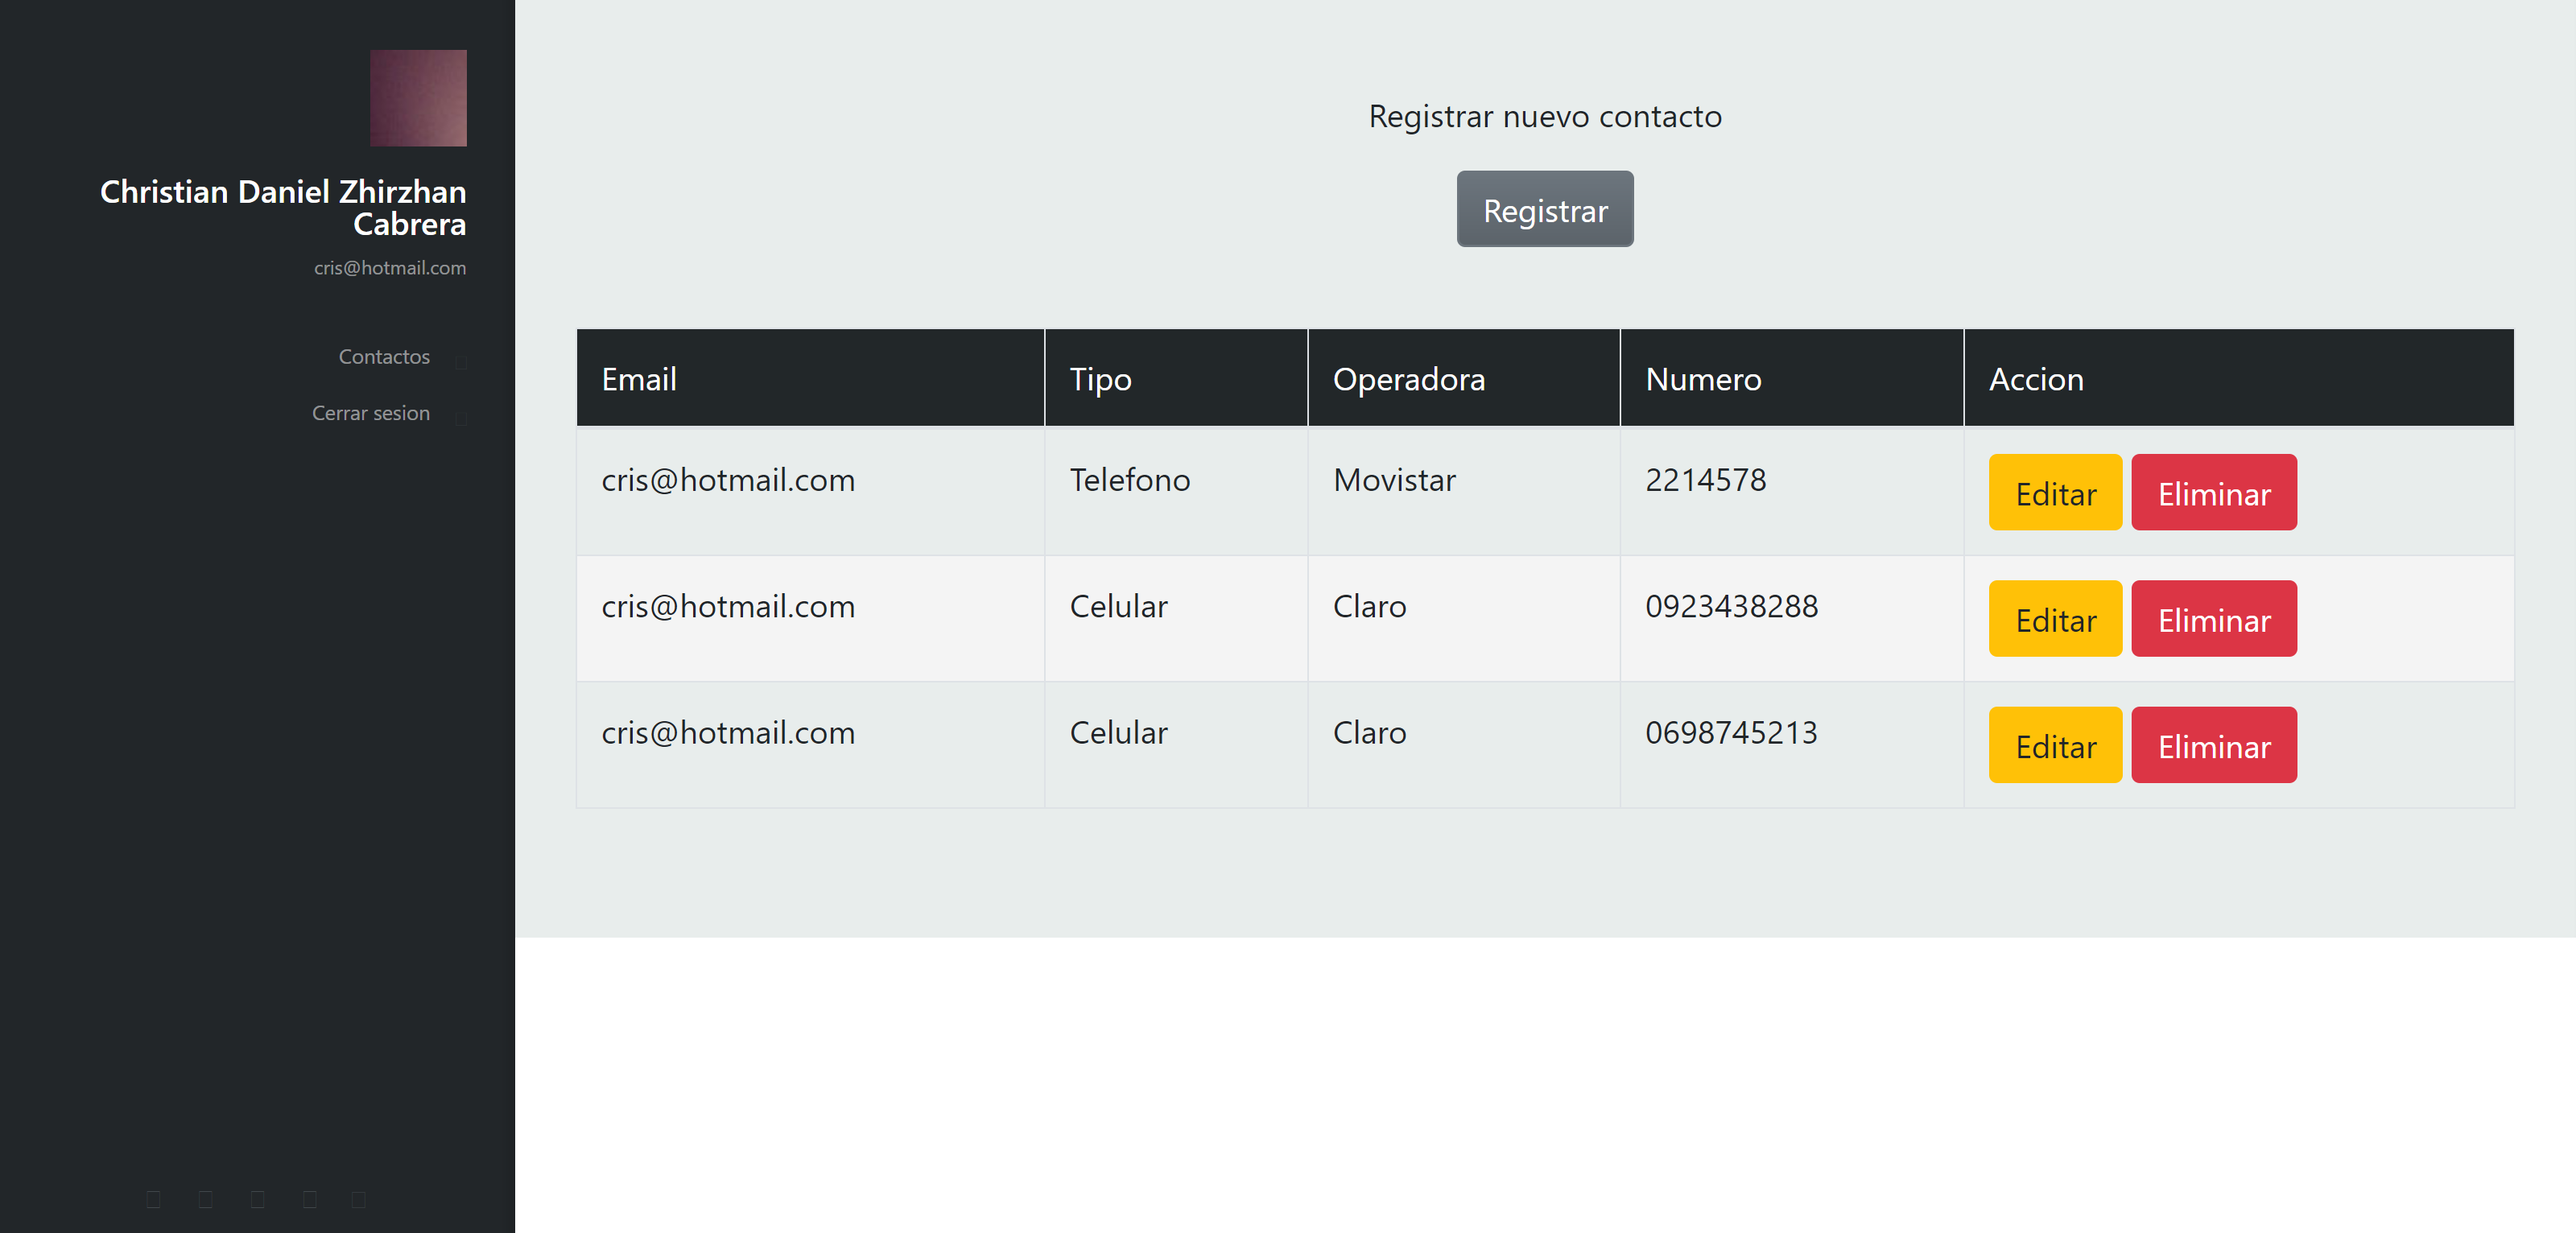 Christian Daniel Zhirzhan
Cabrera
cris@hotmail.com
Contactos
Cerrar sesion
Registrar nuevo contacto
Registrar
Email Tipo Operadora Numero Accion
cris@hotmail.com Telefono Movistar 2214578 Editar Eliminar
cris@hotmail.com Celular Claro 0923438288 Editar Eliminar
cris@hotmail.com Celular Claro 0698745213 Editar Eliminar